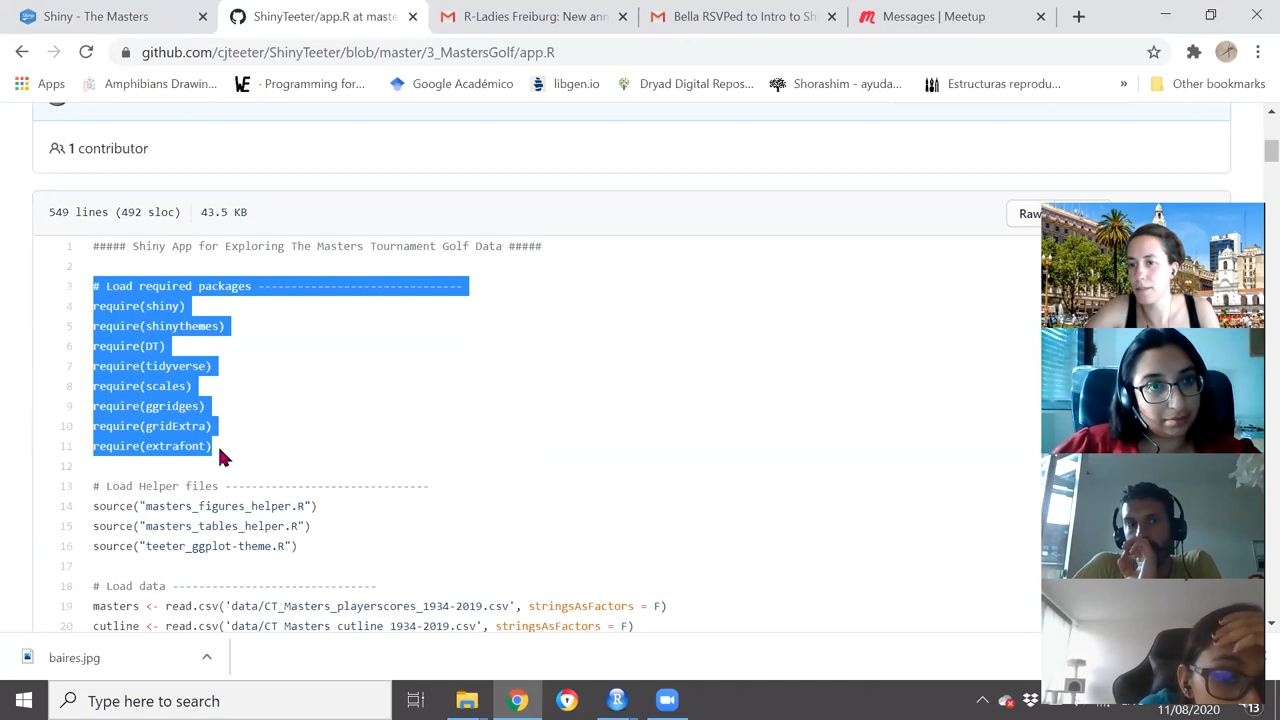 Shiny - The Masters
ShinyTeeter/app.R at maste
R-Ladies Freiburg: New ann
Bella RSVPed to Intro to Sh
Messages | Meetup
github.com/cjteeter/ShinyTeeter/blob/master/3_MastersGolf/app.R
Apps
Amphibians Drawin...
Programming for...
Google Académico
libgen.io
Dryad Digital Repos...
Shorashim - ayuda...
Estructuras reprodu...
»
Other bookmarks
1 contributor
549 lines (492 sloc) 43.5 KB
Raw
1 ##### Shiny App for Exploring The Masters Tournament Golf Data #####
2
3 # Load required packages -------------------------------
4 require(shiny)
5 require(shinythemes)
6 require(DT)
7 require(tidyverse)
8 require(scales)
9 require(ggridges)
10 require(gridExtra)
11 require(extrafont)
12
13 # Load Helper files -------------------------------
14 source("masters_figures_helper.R")
15 source("masters_tables_helper.R")
16 source("teeter_ggplot-theme.R")
17
18 # Load data -------------------------------
19 masters <- read.csv('data/CT_Masters_playerscores_1934-2019.csv', stringsAsFactors = F)
20 cutline <- read.csv('data/CT_Masters_cutline_1934-2019.csv', stringsAsFactors = F)
baires.jpg
Type here to search
11/08/2020
13